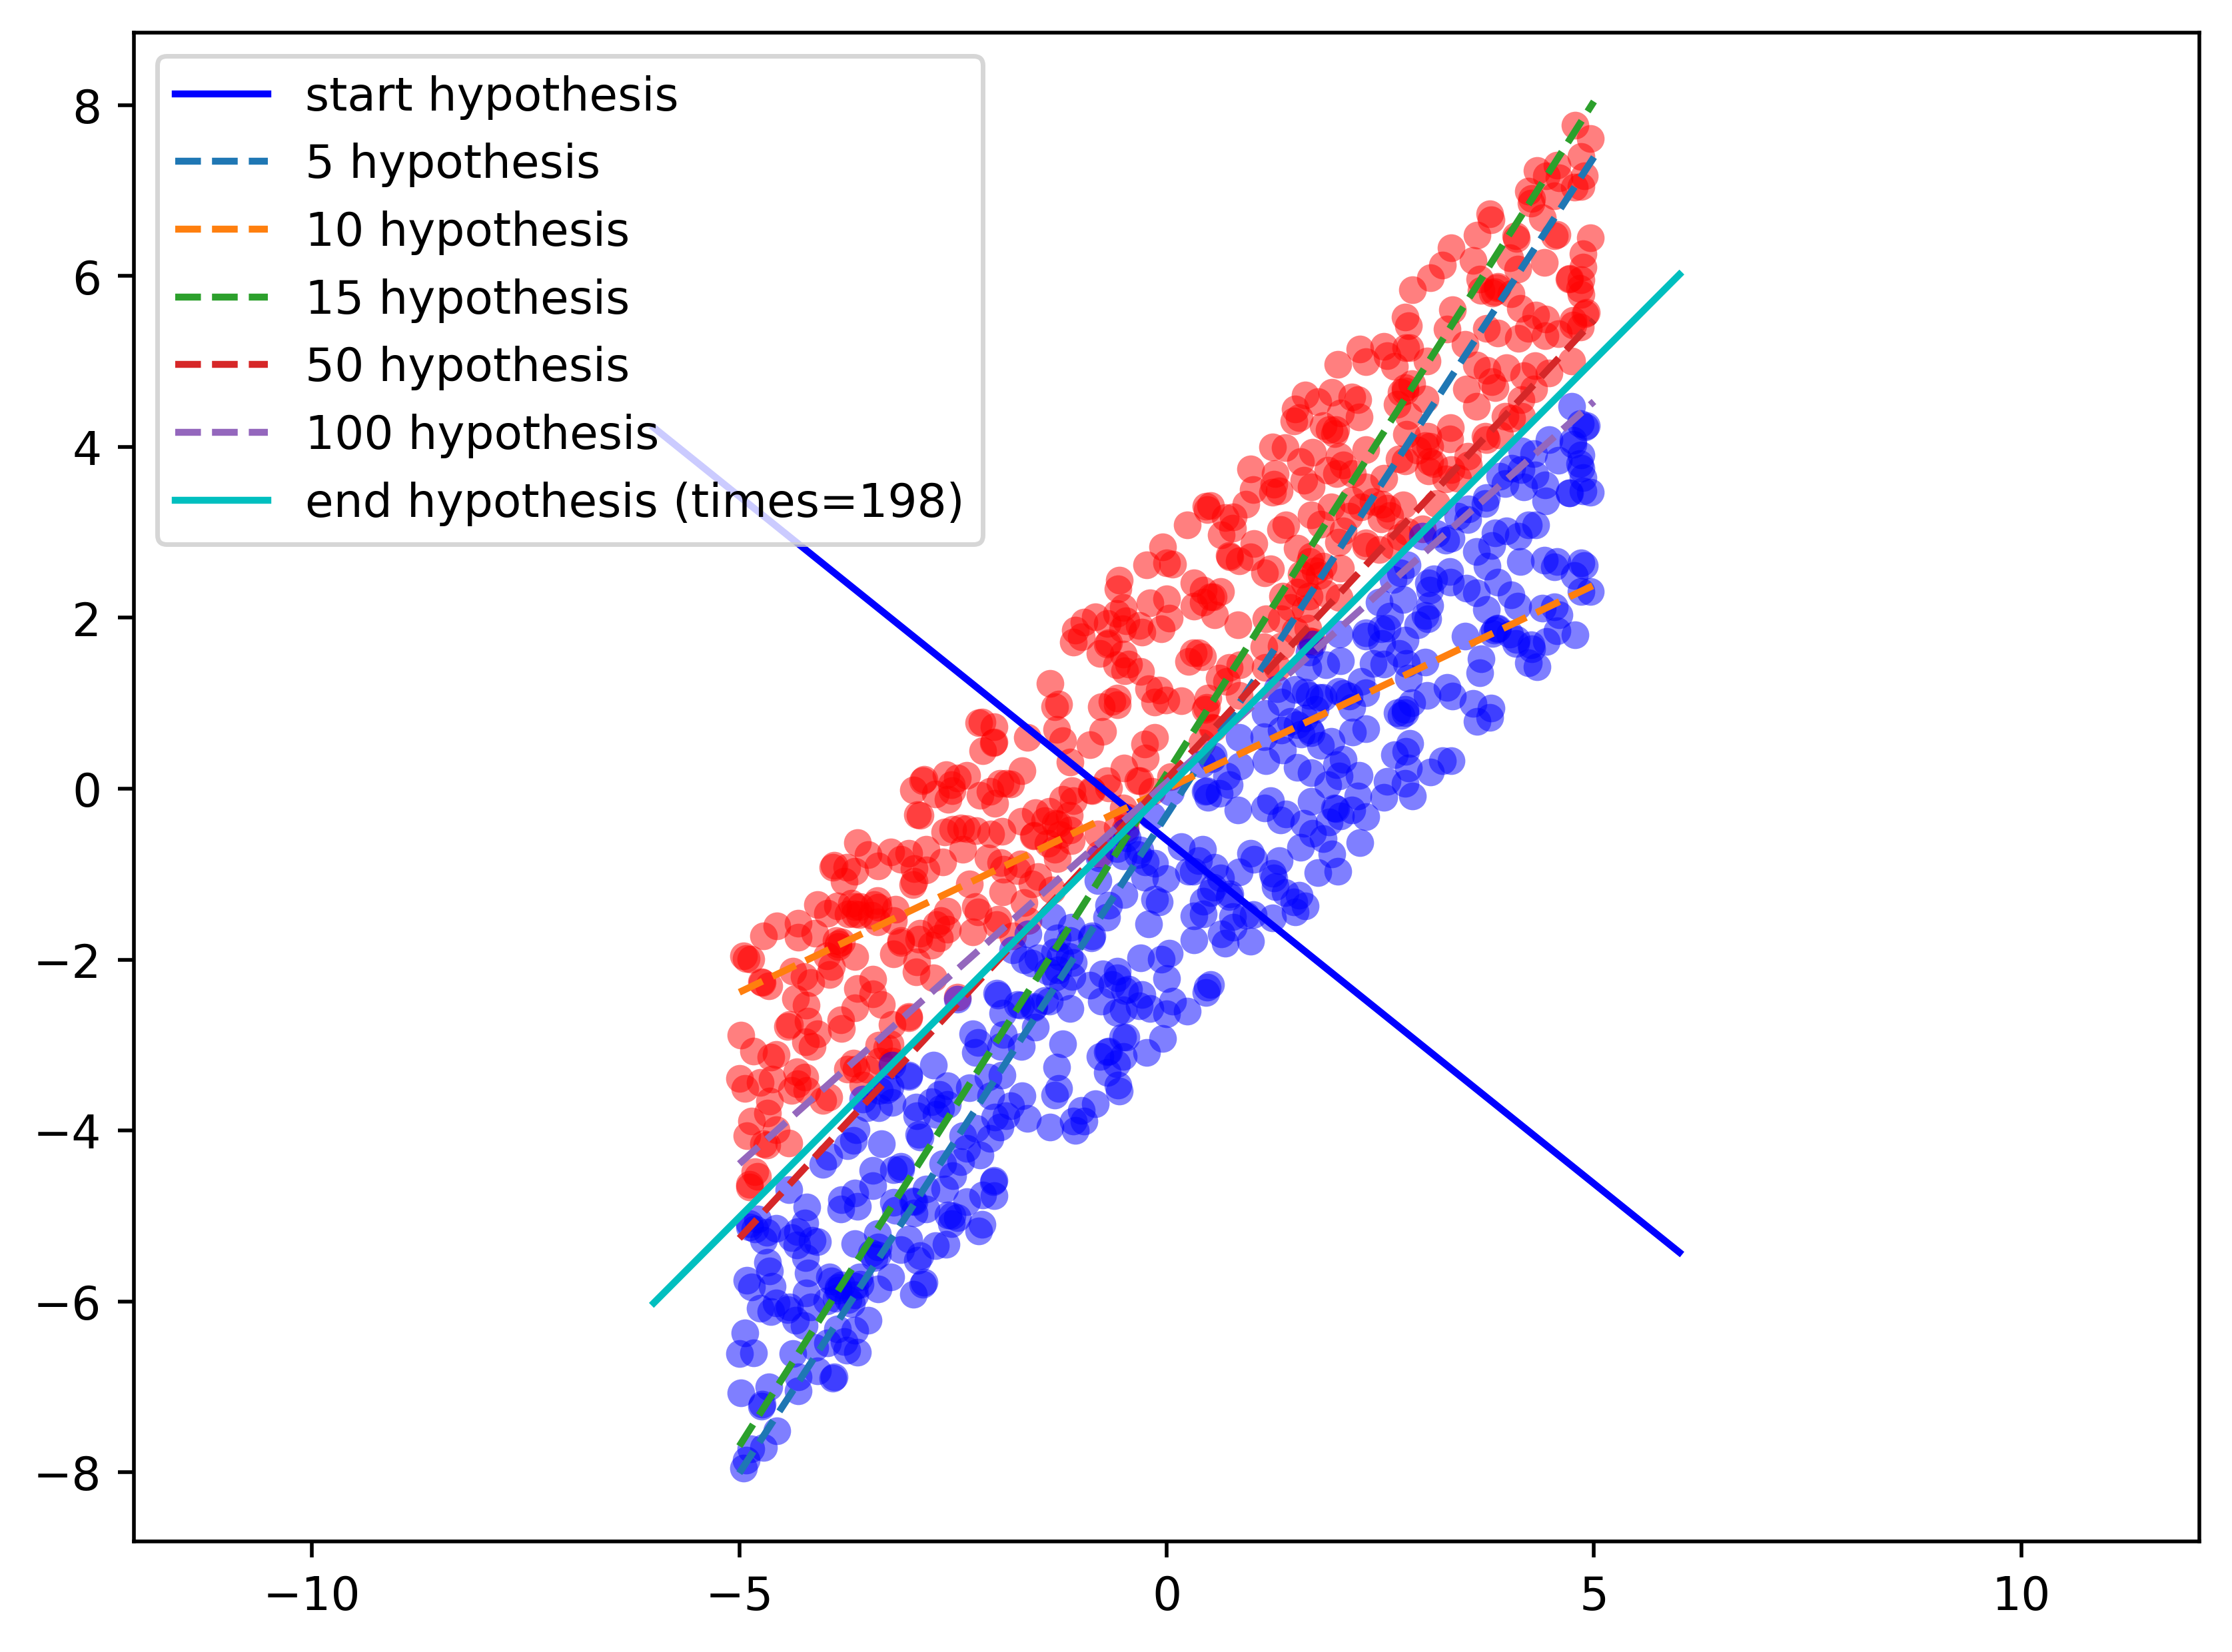 start hypothesis
5 hypothesis
10 hypothesis
15 hypothesis
50 hypothesis
100 hypothesis
end hypothesis (times=198)
8
6
4
2
0
−2
−4
−6
−8
−10 −5 0 5 10